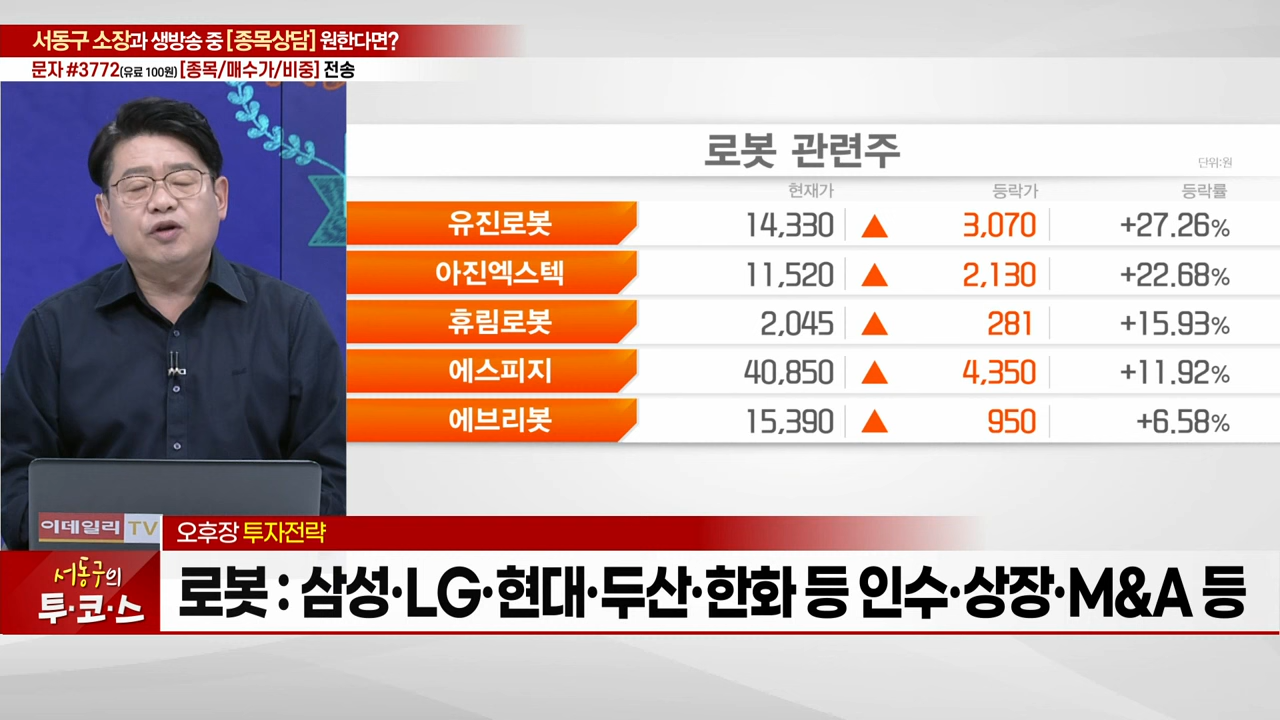 서동구 소장과 생방송 중 [종목상담] 원한다면?
문자 #3772(유료 100원) [종목/매수가/비중] 전송
로봇 관련주
단위:원
현재가 등락가 등락률
유진로봇 14,330 ▲ 3,070 +27.26%
아진엑스텍 11,520 ▲ 2,130 +22.68%
휴림로봇 2,045 ▲ 281 +15.93%
에스피지 40,850 ▲ 4,350 +11.92%
에브리봇 15,390 ▲ 950 +6.58%
이데일리 TV
오후장 투자전략
서동구의
투·코·스
로봇 : 삼성·LG·현대·두산·한화 등 인수·상장·M&A 등